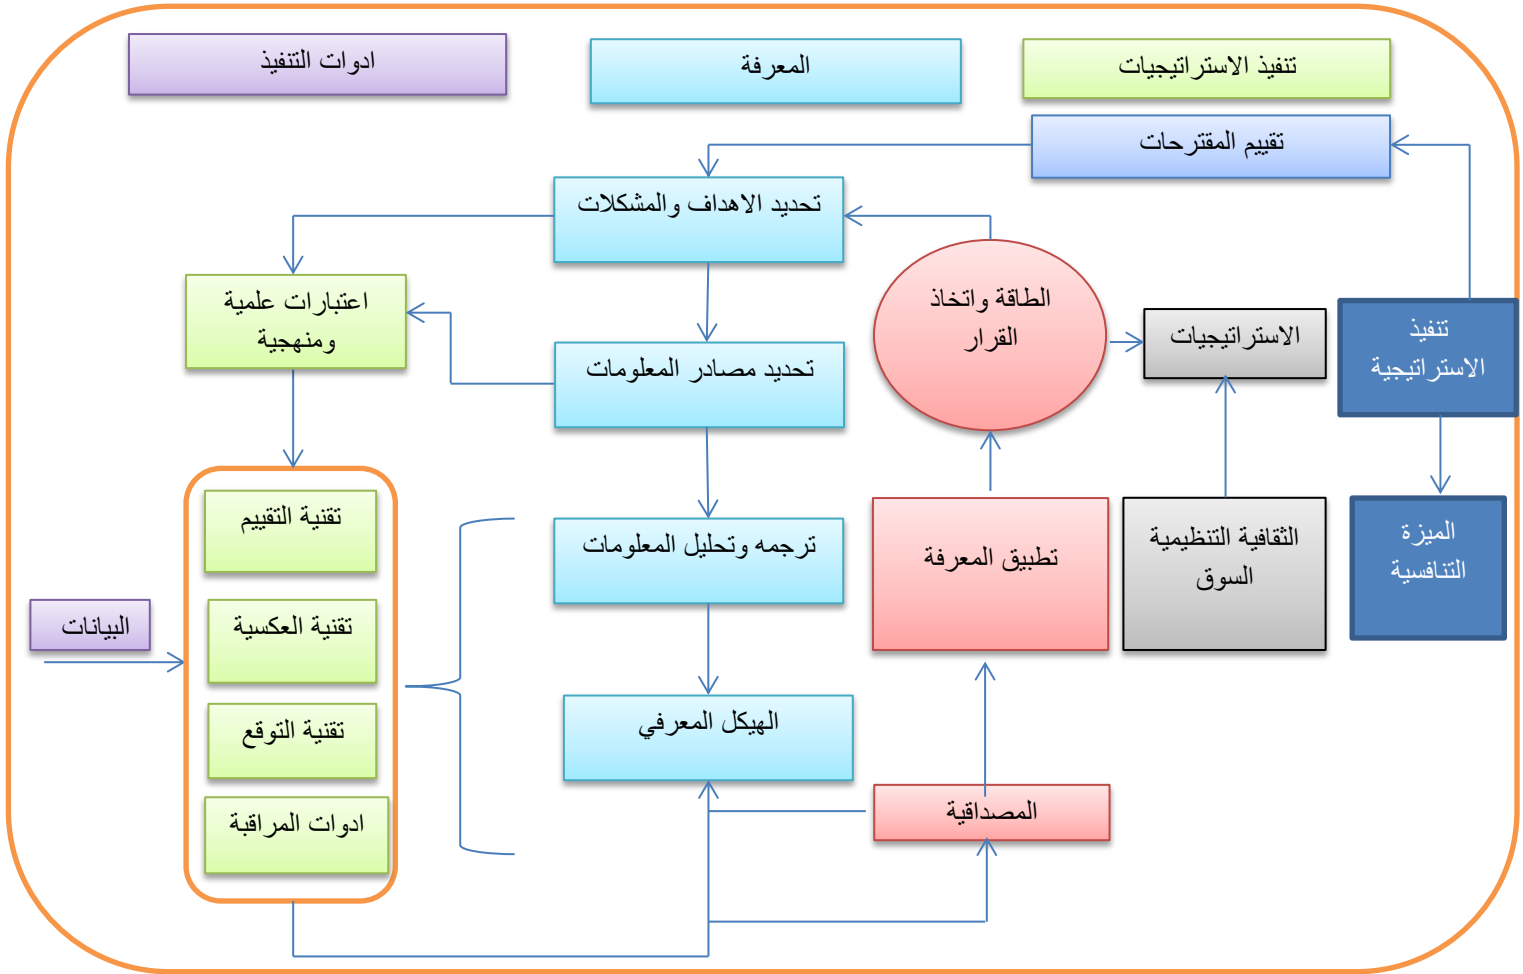 تنفيذ الاستراتيجيات
المعرفة
ادوات التنفيذ
تقييم المقترحات
تحديد الاهداف والمشكلات
اعتبارات علمية
ومنهجية
الطاقة واتخاذ
القرار
الاستراتيجيات
تنفيذ
الاستراتيجية
تحديد مصادر المعلومات
تقنية التقييم
ترجمه وتحليل المعلومات
تطبيق المعرفة
الثقافية التنظيمية
السوق
الميزة
التنافسية
البيانات
تقنية العكسية
تقنية التوقع
الهيكل المعرفي
ادوات المراقبة
المصداقية